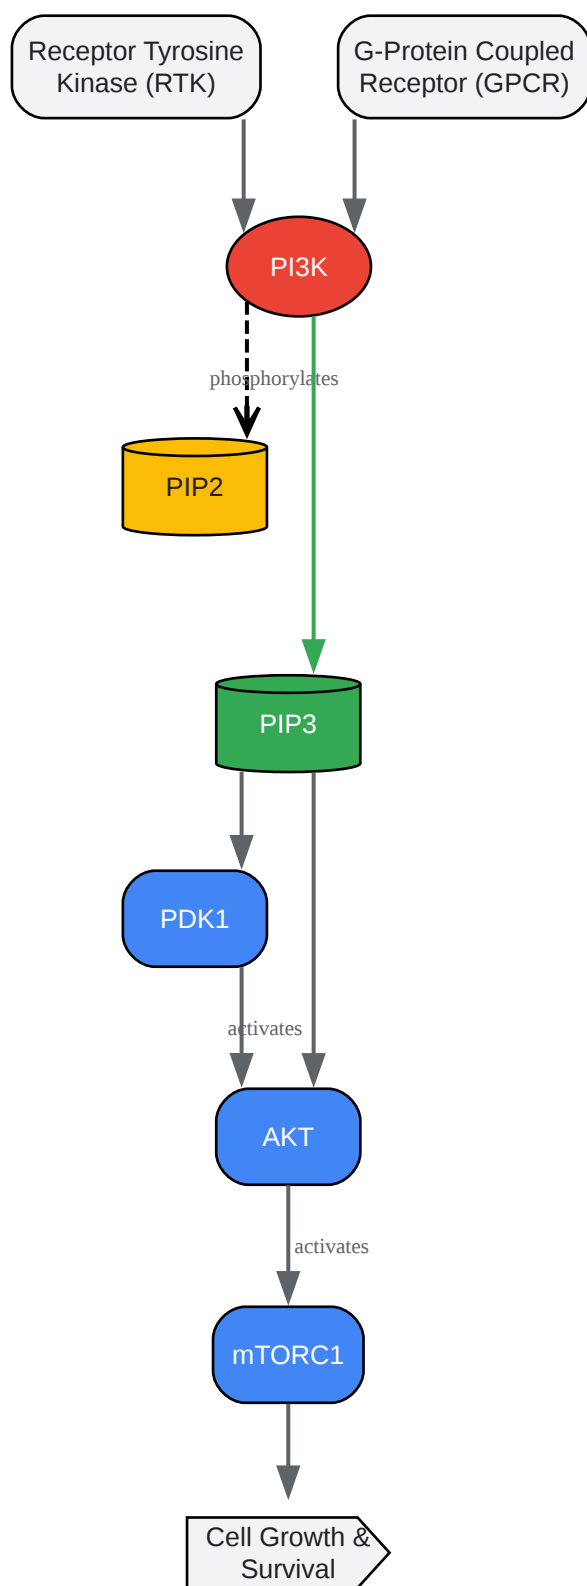 Receptor Tyrosine
Kinase (RTK)
G-Protein Coupled
Receptor (GPCR)
PI3K
phosphorylates
PIP2
PIP3
PDK1
activates
AKT
activates
mTORC1
Cell Growth &
Survival